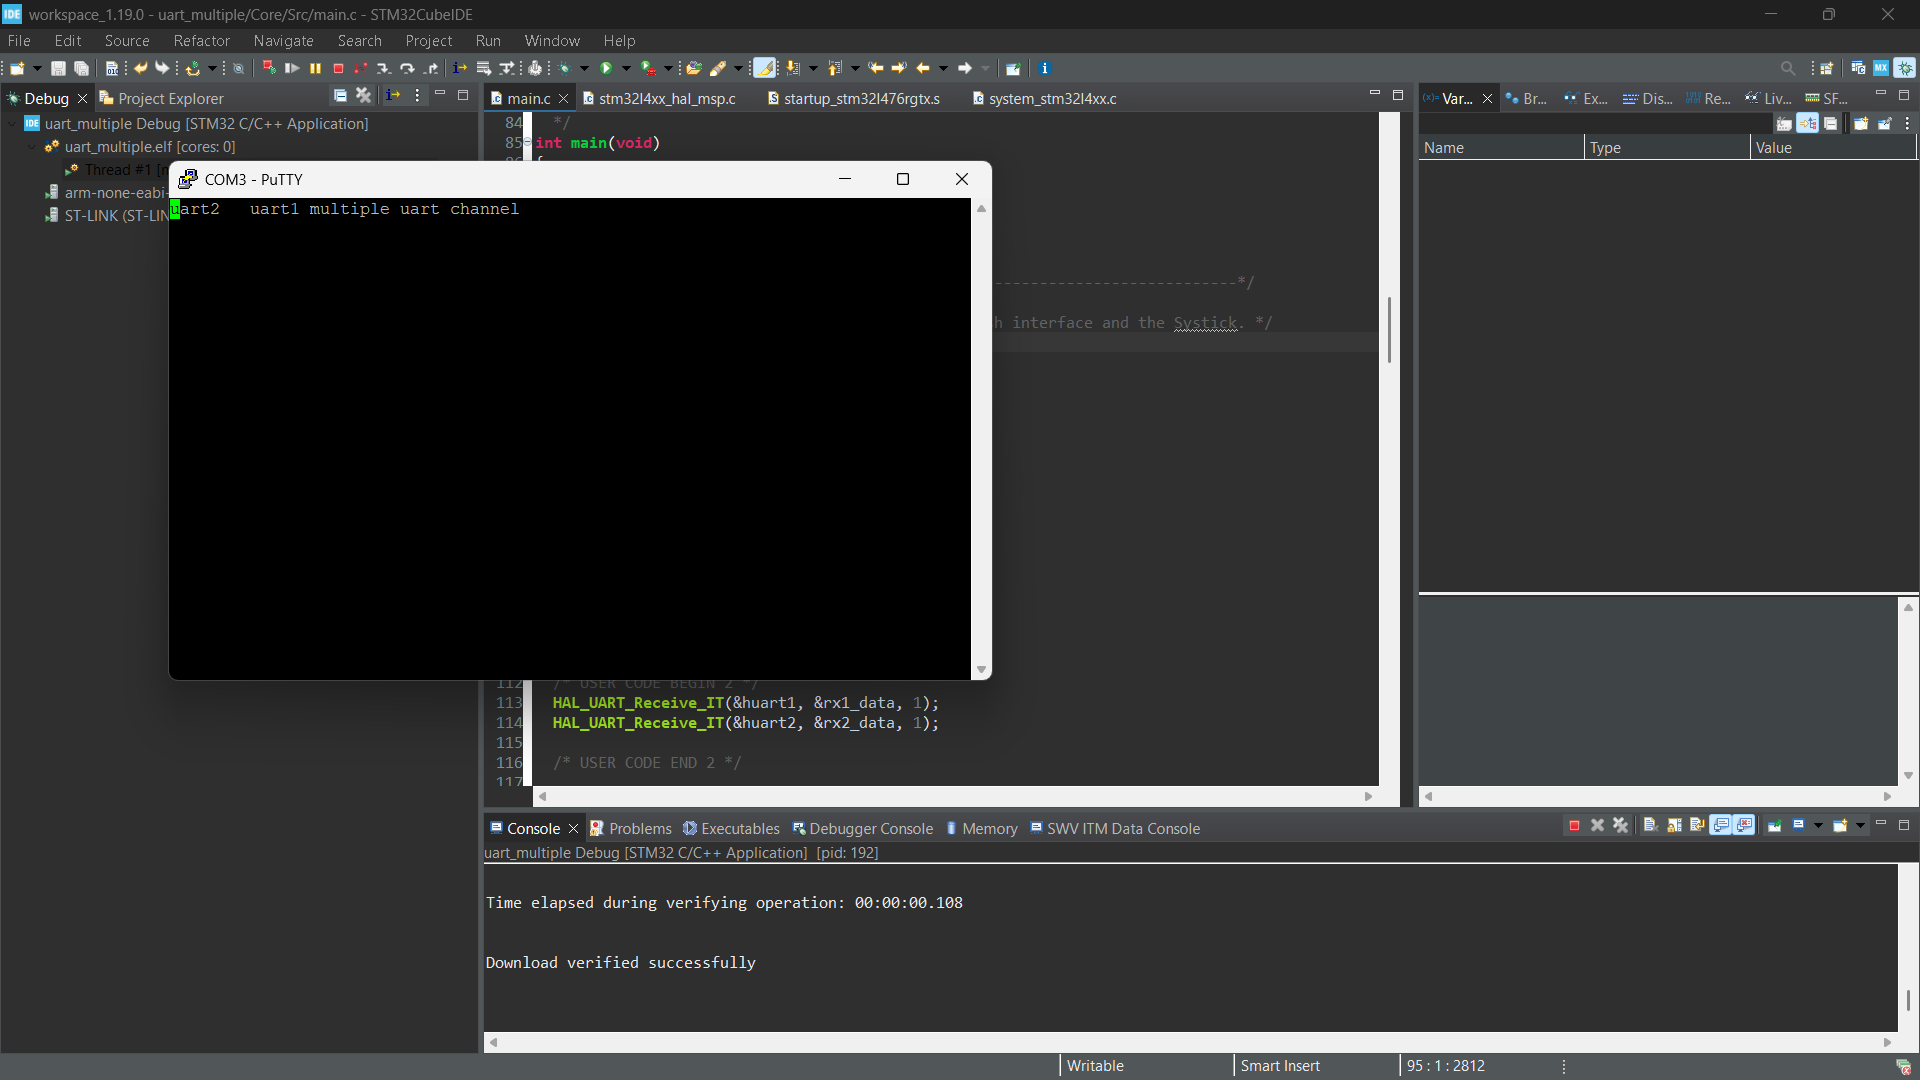 workspace_1.19.0 - uart_multiple/Core/Src/main.c - STM32CubeIDE
File Edit Source Refactor Navigate Search Project Run Window Help
Debug Project Explorer
uart_multiple Debug [STM32 C/C++ Application]
uart_multiple.elf [cores: 0]
Thread #1 [
arm-none-eabi-
ST-LINK (ST-LIN
main.c stm32l4xx_hal_msp.c startup_stm32l476rgtx.s system_stm32l4xx.c
84 */
85 int main(void)
{
COM3 - PuTTY
uart2   uart1 multiple uart channel
---------------------------*/
h interface and the Systick. */
112 /* USER CODE BEGIN 2 */
113 HAL_UART_Receive_IT(&huart1, &rx1_data, 1);
114 HAL_UART_Receive_IT(&huart2, &rx2_data, 1);
115
116 /* USER CODE END 2 */
117
(x)= Var... Br... Ex... Dis... Re... Liv... SF...
Name Type Value
Console Problems Executables Debugger Console Memory SWV ITM Data Console
uart_multiple Debug [STM32 C/C++ Application] [pid: 192]
Time elapsed during verifying operation: 00:00:00.108
Download verified successfully
Writable Smart Insert 95 : 1 : 2812